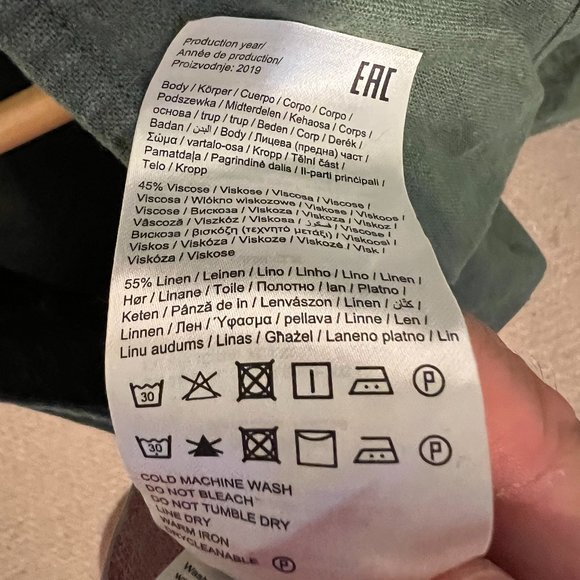 Production year/
Année de production/
Proizvodnje: 2019
EAC
Body / Körper / Cuerpo / Corpo / Corpo /
Podszewka / Midterdelen / Kehaosa / Corps /
основа / trup / trup / Beden / Corp / Derék /
Badan / البدن / Body / Лицева (предна) част /
Σώμα / vartalo-osa / Kropp / Tělní část /
Pamatdaļa / Pagrindinė dalis / Il-parti prinċipali /
Telo / Kropp
45% Viscose / Viskose / Viscosa / Viscose /
Viscosa / Włókno wiskozowe / Viskose / Viskoos /
Viscose / Вискоза / Viskoza / Viskoza / Viskoz /
Vâscoză / Viszkóz / Viskosa / فسكوز / Viskose /
Вискоза / βισκόζη (τεχνητό μετάξι) / Viskoosi /
Viskos / Viskóza / Viskoze / Viskozė / Visk /
Viskóza / Viskose
55% Linen / Leinen / Lino / Linho / Lino / Linen /
Hør / Linane / Toile / Полотно / lan / Platno /
Keten / Pânză de in / Lenvászon / Linen / كتّان /
Linnen / Лен / Ύφασμα / pellava / Linne / Len /
Linu audums / Linas / Għażel / Laneno platno / Lin
30 P
30 P
COLD MACHINE WASH
DO NOT BLEACH
DO NOT TUMBLE DRY
LINE DRY
WARM IRON
DRYCLEANABLE P
Wash